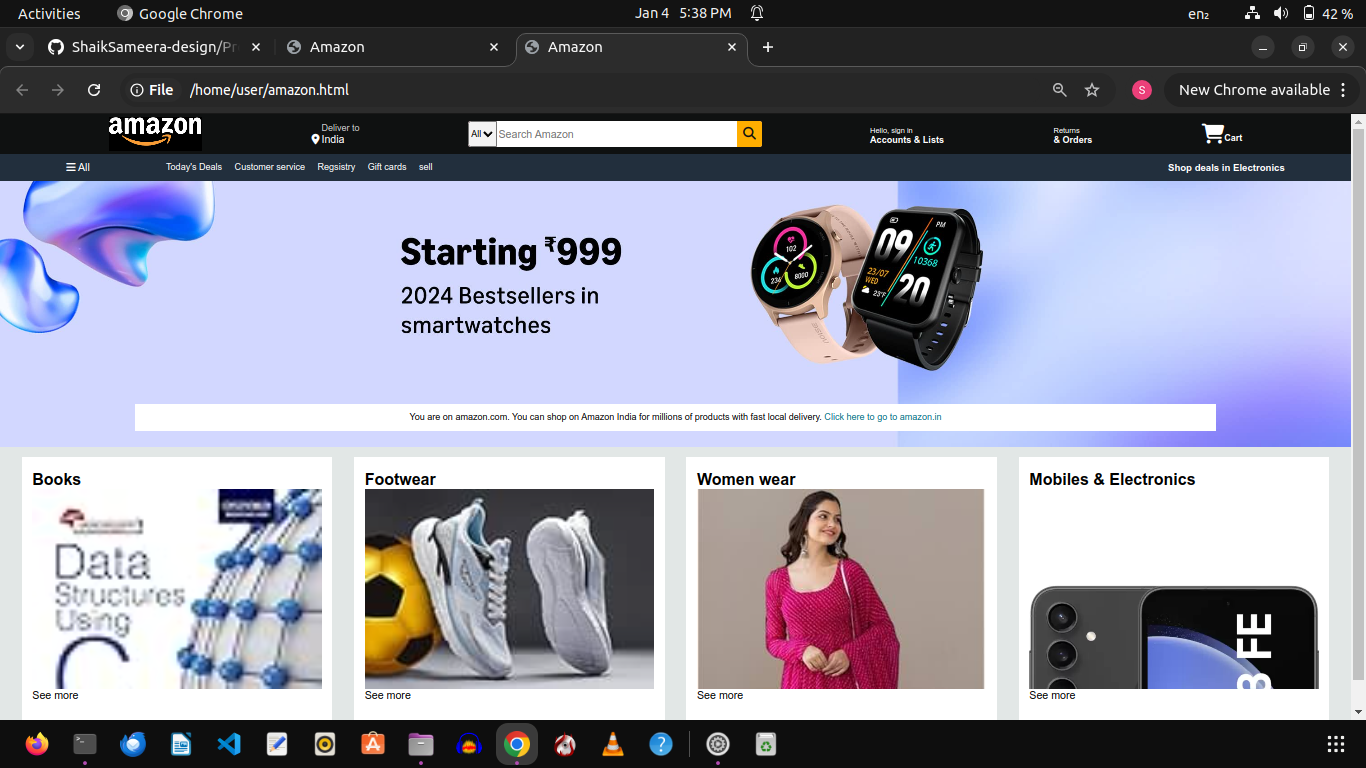 Activities Google Chrome Jan 4 5:38 PM en₂ 42 %
ShaikSameera-design/Pr Amazon Amazon
File /home/user/amazon.html S New Chrome available
amazon Deliver to Hello, sign in Returns
India All Search Amazon Accounts & Lists & Orders Cart
All Today's Deals Customer service Regsistry Gift cards sell Shop deals in Electronics
Starting ₹999
2024 Bestsellers in
smartwatches
102
234 8000
PM
09
10368
23/07
WED
20
23°F
You are on amazon.com. You can shop on Amazon India for millions of products with fast local delivery. Click here to go to amazon.in
Books Footwear Women wear Mobiles & Electronics
Data
Structures
Using
C
FE
See more See more See more See more